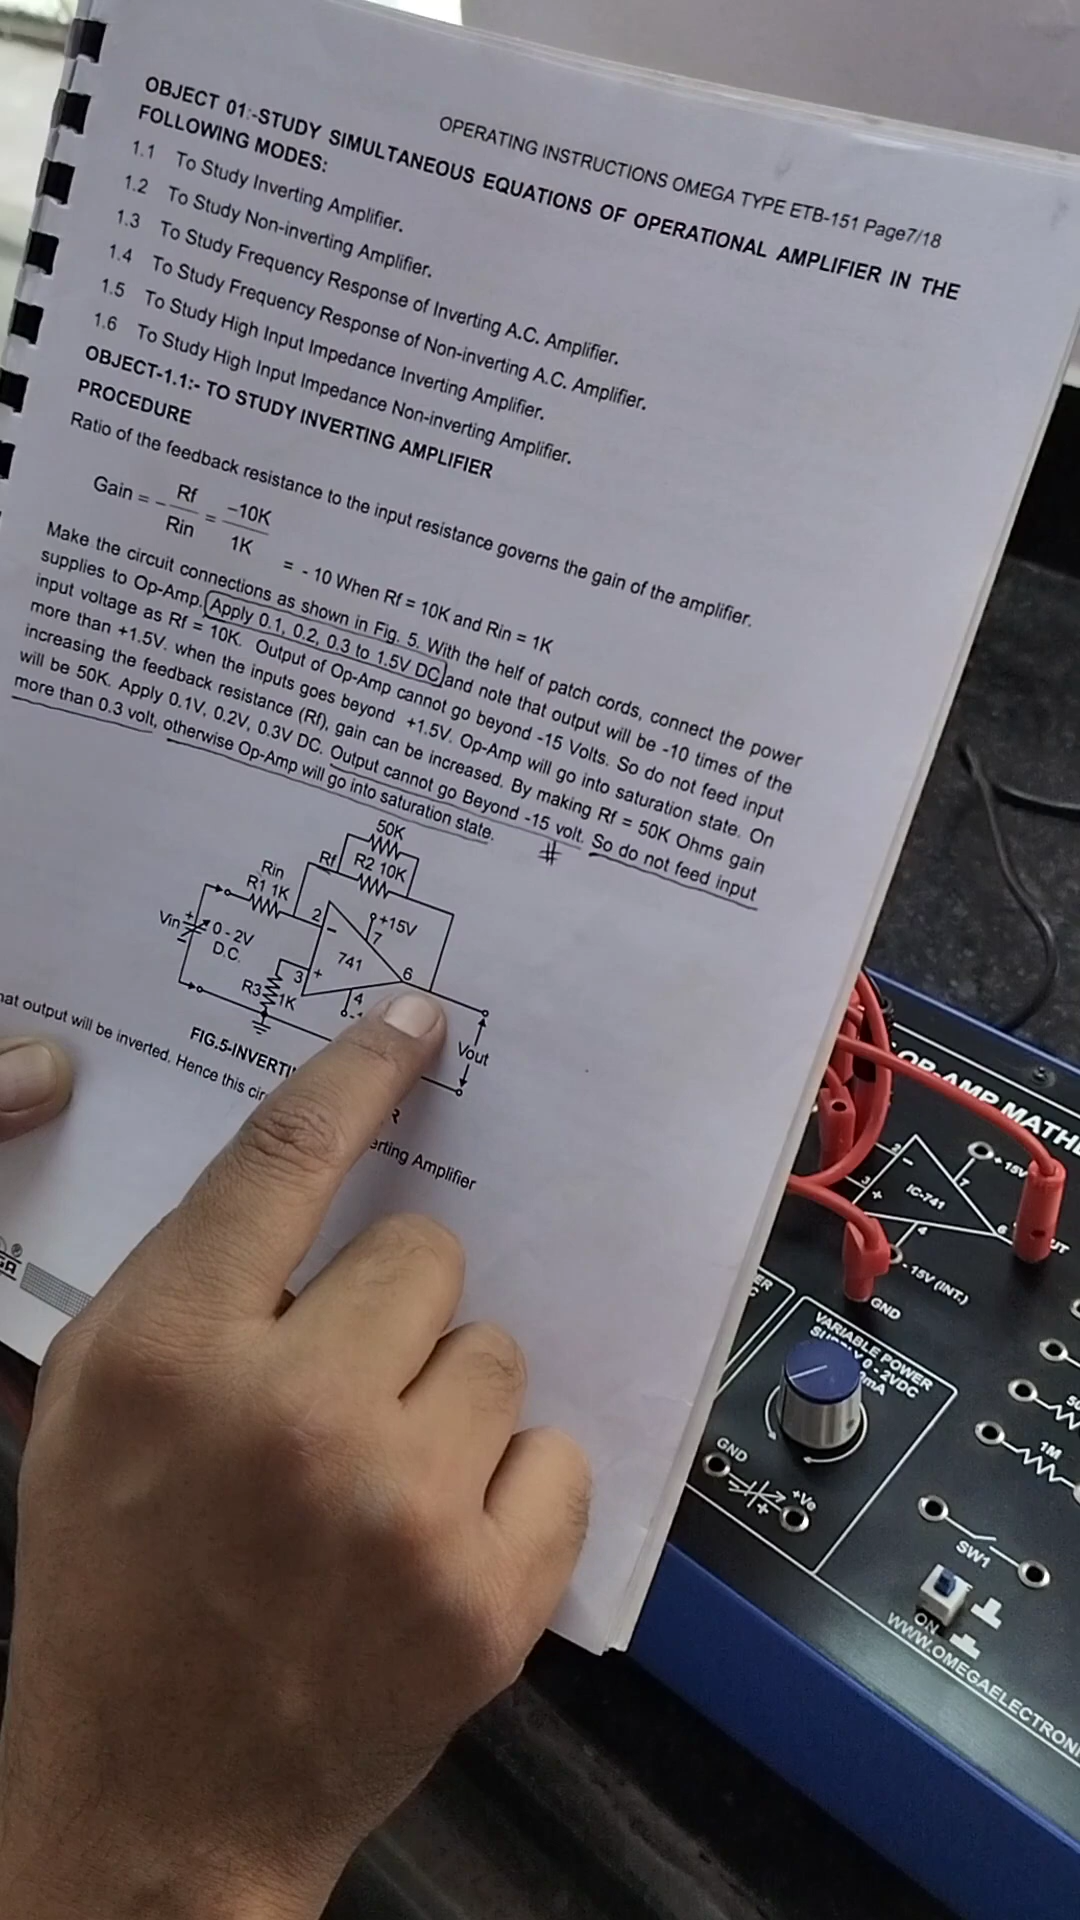 OPERATING INSTRUCTIONS OMEGA TYPE ETB-151 Page7/18
OBJECT 01:-STUDY SIMULTANEOUS EQUATIONS OF OPERATIONAL AMPLIFIER IN THE
FOLLOWING MODES:
1.1 To Study Inverting Amplifier.
1.2 To Study Non-inverting Amplifier.
1.3 To Study Frequency Response of Inverting A.C. Amplifier.
1.4 To Study Frequency Response of Non-inverting A.C. Amplifier.
1.5 To Study High Input Impedance Inverting Amplifier.
1.6 To Study High Input Impedance Non-inverting Amplifier.
OBJECT-1.1:- TO STUDY INVERTING AMPLIFIER
PROCEDURE
Ratio of the feedback resistance to the input resistance governs the gain of the amplifier.
Gain = - Rf / Rin = -10K / 1K = - 10 When Rf = 10K and Rin = 1K
Make the circuit connections as shown in Fig. 5. With the helf of patch cords, connect the power
supplies to Op-Amp. Apply 0.1, 0.2, 0.3 to 1.5V DC and note that output will be -10 times of the
input voltage as Rf = 10K. Output of Op-Amp cannot go beyond -15 Volts. So do not feed input
more than +1.5V. when the inputs goes beyond +1.5V. Op-Amp will go into saturation state. On
increasing the feedback resistance (Rf), gain can be increased. By making Rf = 50K Ohms gain
will be 50K. Apply 0.1V, 0.2V, 0.3V DC. Output cannot go Beyond -15 volt. So do not feed input
more than 0.3 volt, otherwise Op-Amp will go into saturation state.
#
50K
Rf R2 10K
Rin
R1 1K
2
-
+15V
7
Vin
+
-
0 - 2V
D.C.
741
6
3
+
R3 1K
4
Vout
FIG.5-INVERTI
R
hat output will be inverted. Hence this cir
erting Amplifier
OP-AMP MATHE
2
-
+ 15V
7
3
+
IC-741
6
4
- 15V (INT.)
GND
VARIABLE POWER
0 - 2VDC
GND
+Ve
+
1M
SW1
ON
WWW.OMEGAELECTRONI